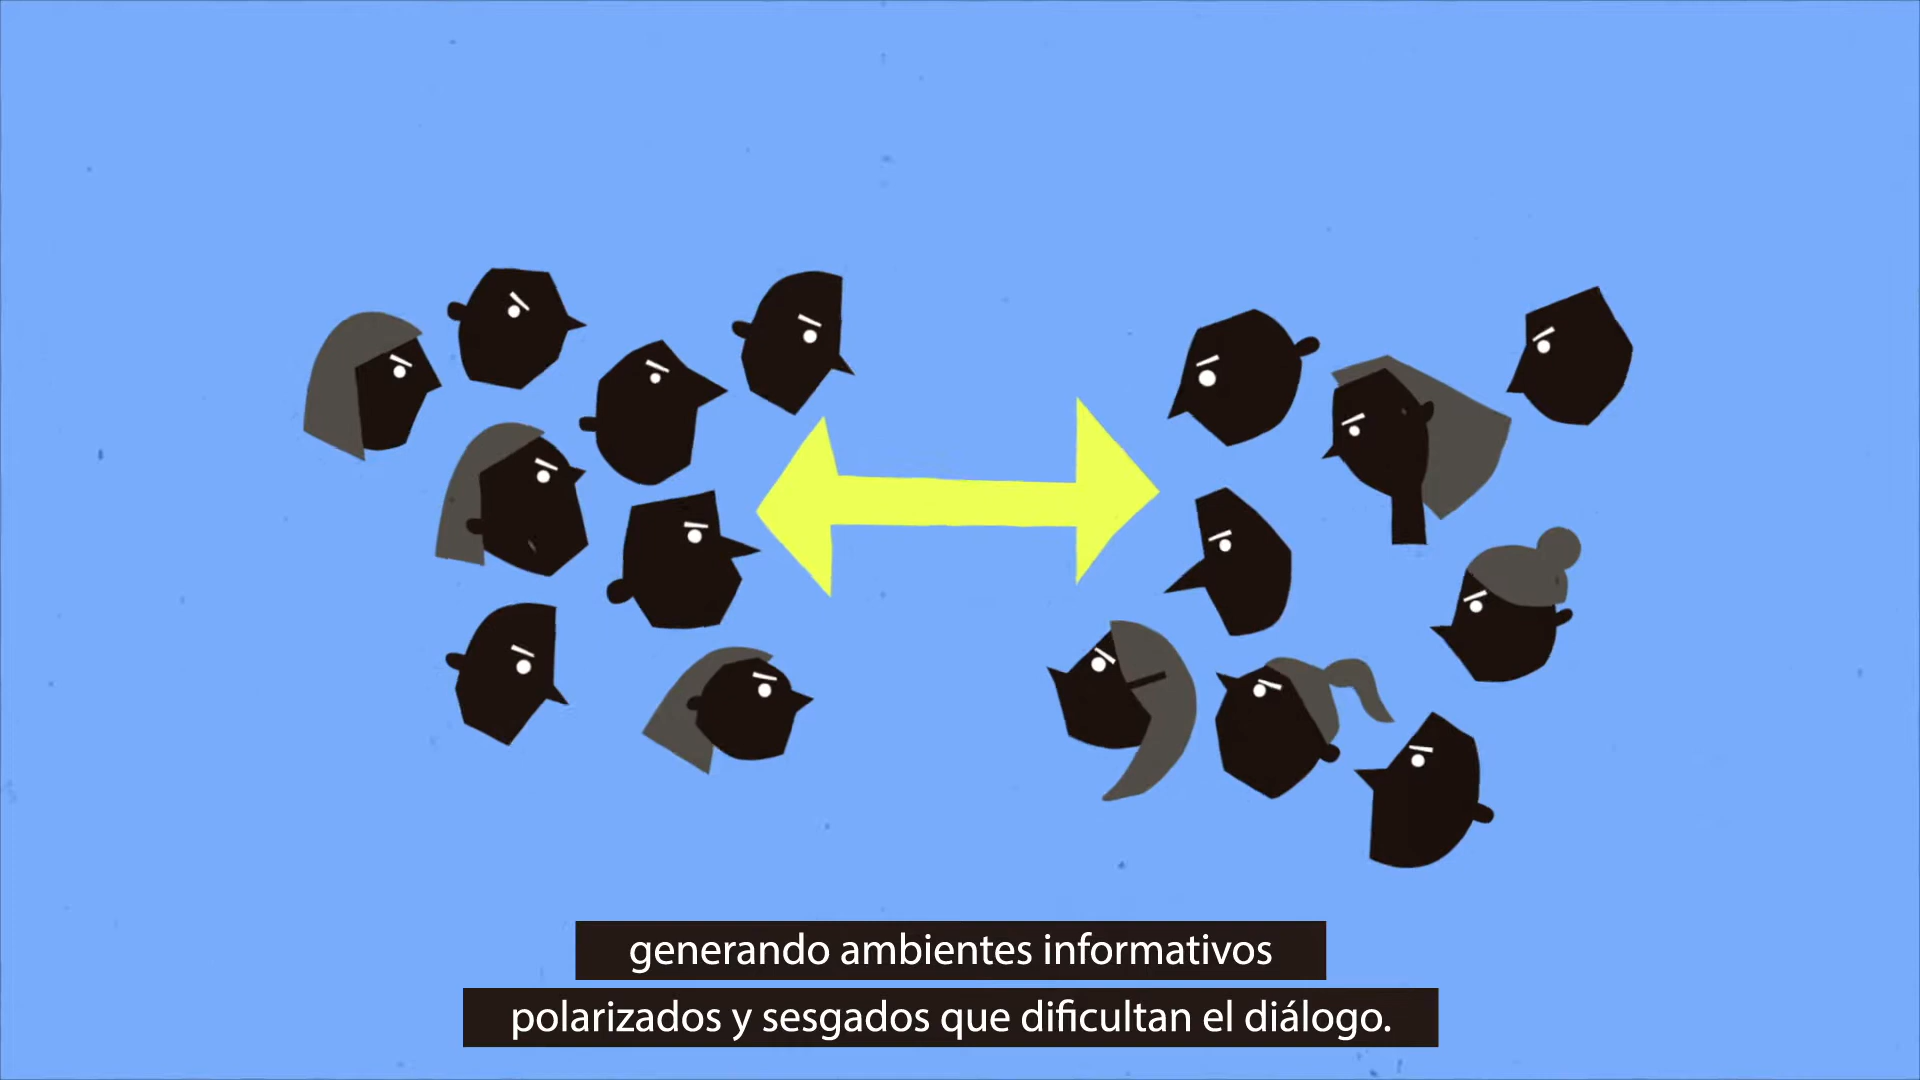 generando ambientes informativos
polarizados y sesgados que dificultan el diálogo.